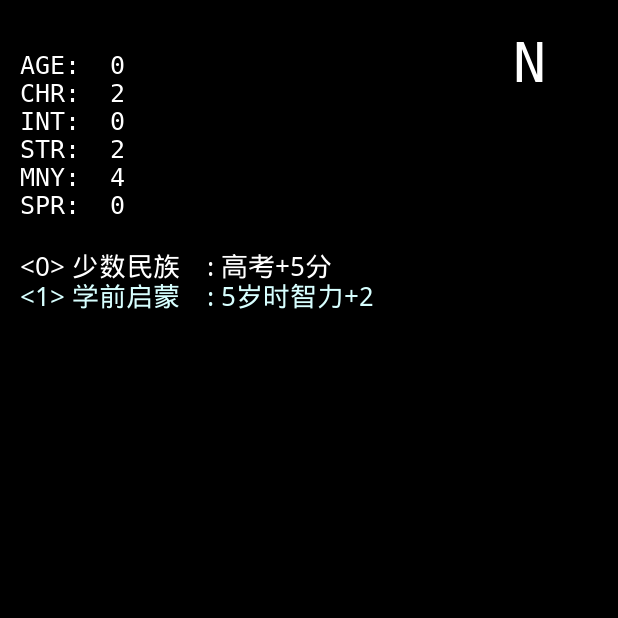 N
AGE: 0
CHR: 2
INT: 0
STR: 2
MNY: 4
SPR: 0
<0> 少数民族 : 高考+5分
<1> 学前启蒙 : 5岁时智力+2